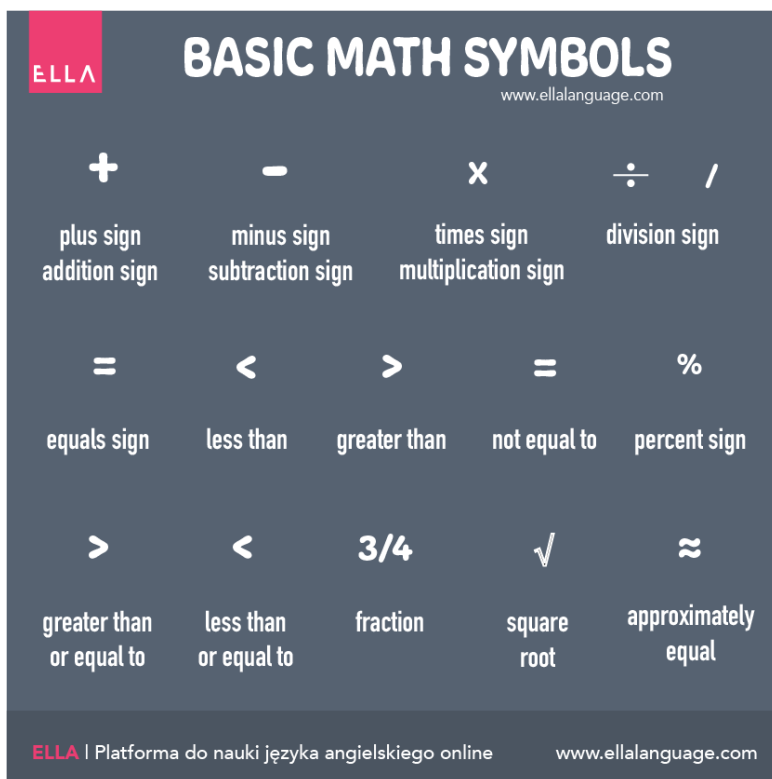 ELLA
BASIC MATH SYMBOLS
www.ellalanguage.com
+ - x ÷ /
plus sign minus sign times sign division sign
addition sign subtraction sign multiplication sign
= < > = %
equals sign less than greater than not equal to percent sign
> < 3/4 √ ≈
greater than less than fraction square approximately
or equal to or equal to root equal
ELLA | Platforma do nauki języka angielskiego online www.ellalanguage.com